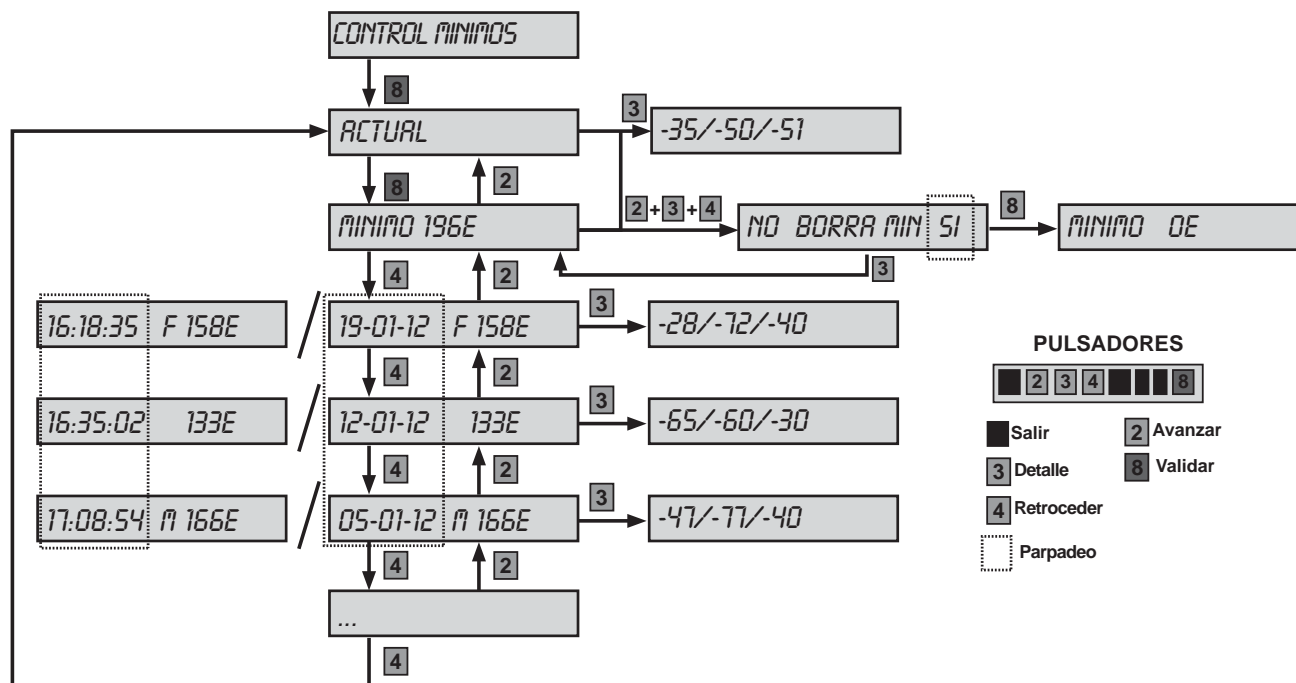 CONTROL MINIMOS
8
ACTUAL
3
-35/-50/-51
8
2
2+3+4
MINIMO 196E
NO BORRA MIN SI
8
MINIMO 0E
3
4
2
16:18:35 F 158E
/
19-01-12 F 158E
3
-28/-72/-40
4
2
16:35:02 133E
/
12-01-12 133E
3
-65/-60/-30
4
2
17:08:54 M 166E
/
05-01-12 M 166E
3
-47/-77/-40
4
2
...
4
PULSADORES
2 3 4 8
Salir
2 Avanzar
3 Detalle
8 Validar
4 Retroceder
Parpadeo